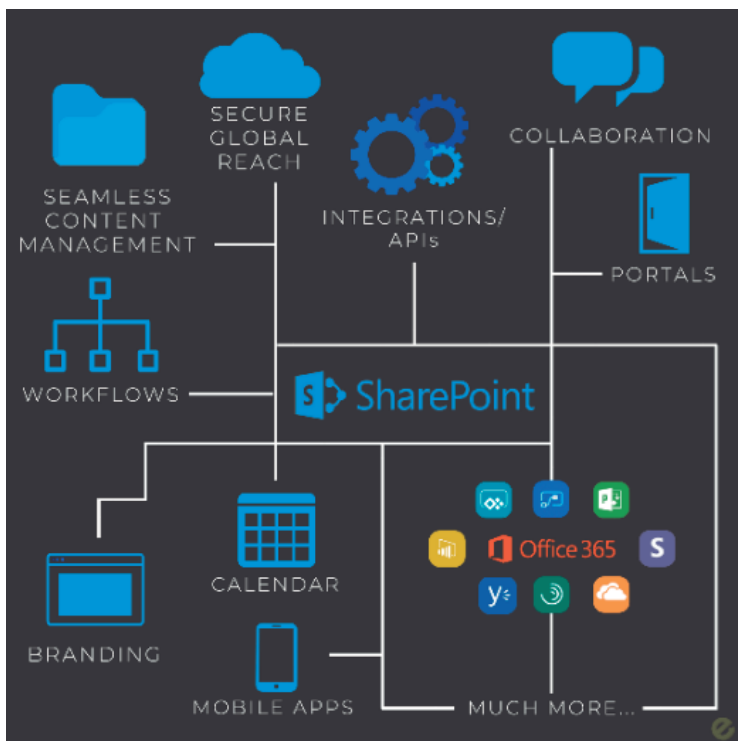 SECURE
GLOBAL
REACH
COLLABORATION
SEAMLESS
CONTENT
MANAGEMENT
INTEGRATIONS/
APIs
PORTALS
WORKFLOWS
S SharePoint
P
Office 365
S
y
CALENDAR
BRANDING
MOBILE APPS
MUCH MORE...
e